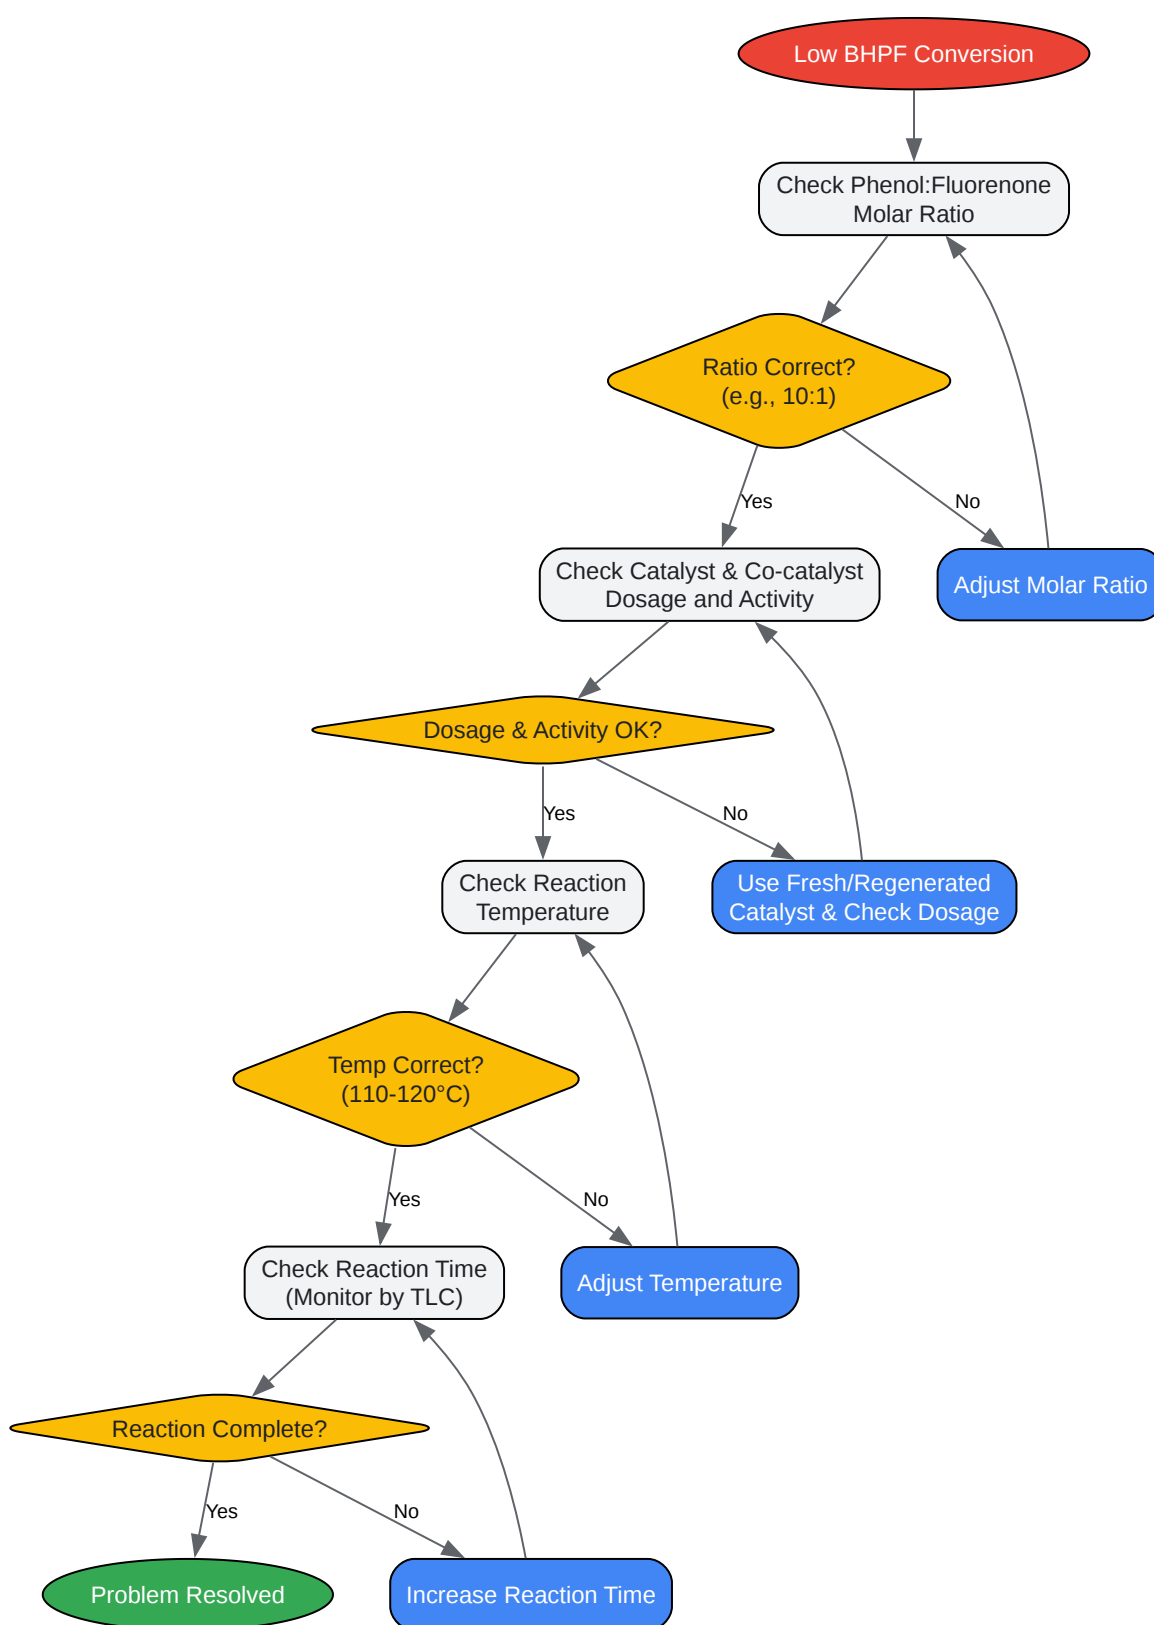 Low BHPF Conversion
Check Phenol:Fluorenone
Molar Ratio
Ratio Correct?
(e.g., 10:1)
Yes
No
Check Catalyst & Co-catalyst
Dosage and Activity
Adjust Molar Ratio
Dosage & Activity OK?
Yes
No
Check Reaction
Temperature
Use Fresh/Regenerated
Catalyst & Check Dosage
Temp Correct?
(110-120°C)
Yes
No
Check Reaction Time
(Monitor by TLC)
Adjust Temperature
Reaction Complete?
Yes
No
Problem Resolved
Increase Reaction Time